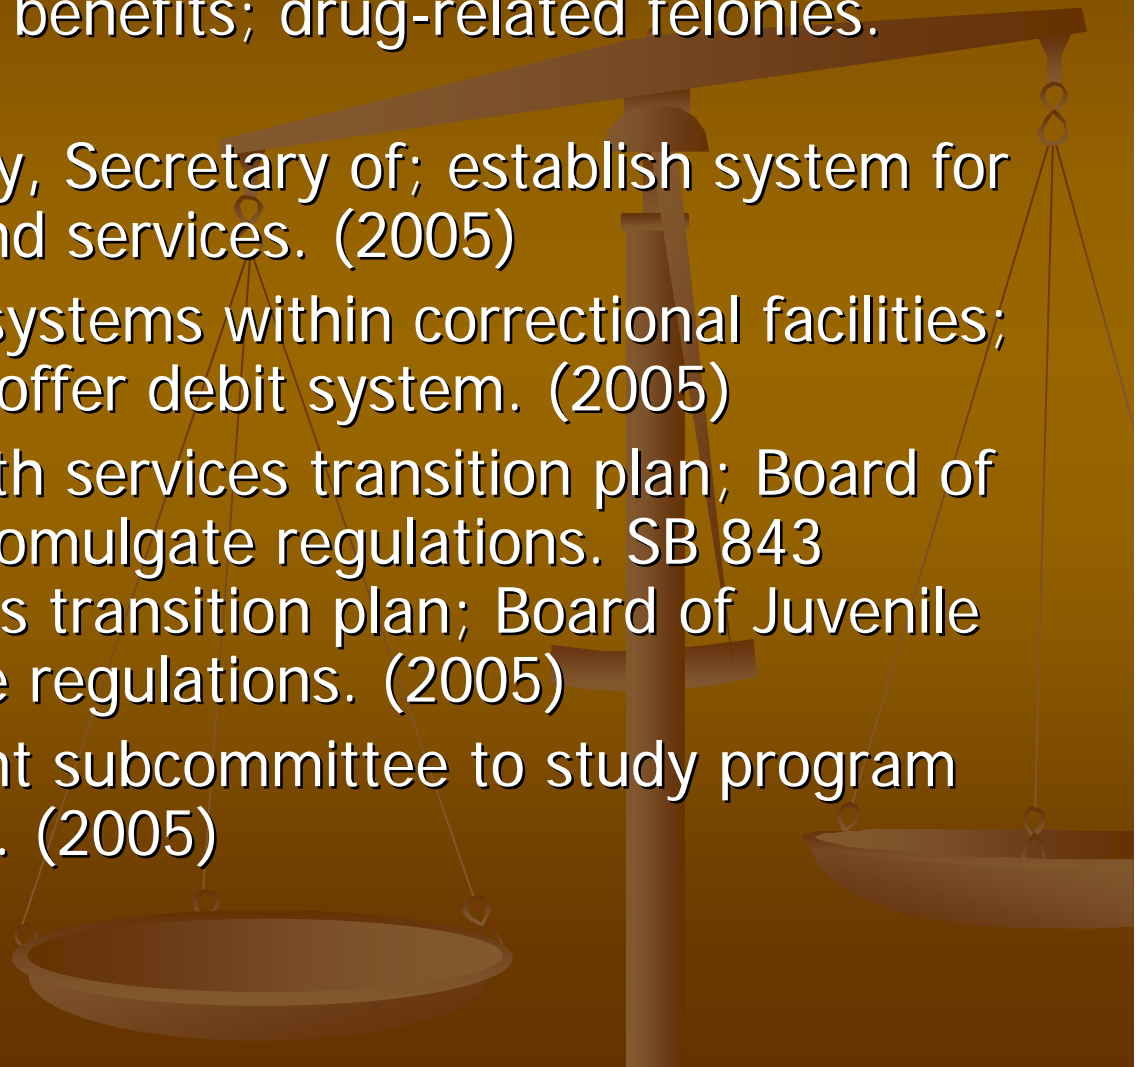 benefits; drug-related felonies.
y, Secretary of; establish system for
nd services. (2005)
systems within correctional facilities;
offer debit system. (2005)
th services transition plan; Board of
omulgate regulations. SB 843
s transition plan; Board of Juvenile
e regulations. (2005)
nt subcommittee to study program
. (2005)